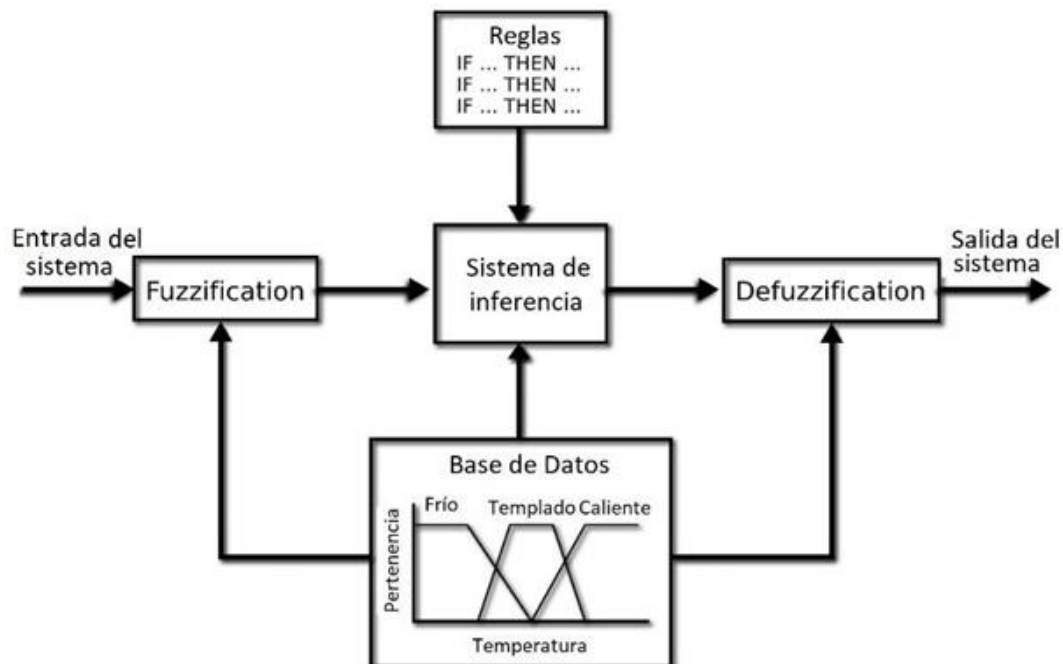 Reglas
IF ... THEN ...
IF ... THEN ...
IF ... THEN ...
Entrada del
sistema
Fuzzification
Sistema de
inferencia
Defuzzification
Salida del
sistema
Base de Datos
Frío Templado Caliente
Pertenencia
Temperatura